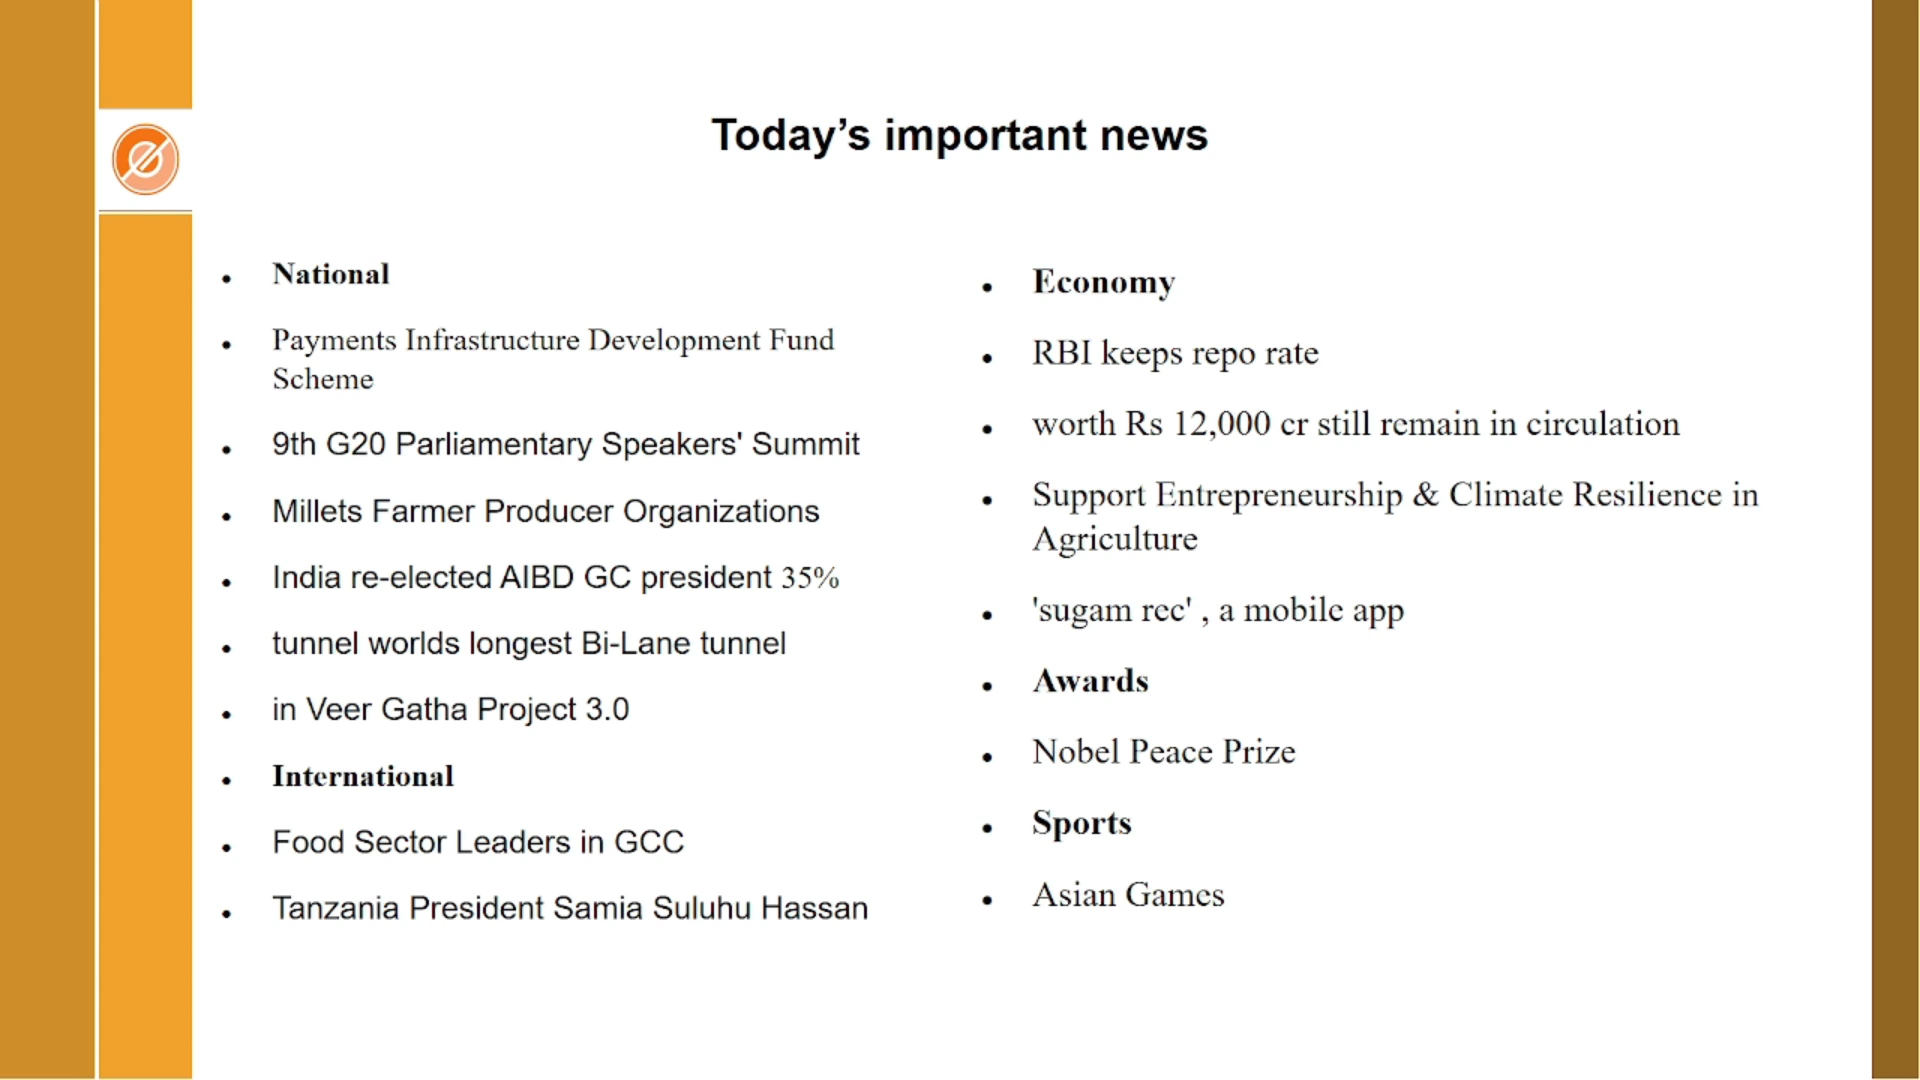 Today’s important news
National
Payments Infrastructure Development Fund
Scheme
9th G20 Parliamentary Speakers' Summit
Millets Farmer Producer Organizations
India re-elected AIBD GC president 35%
tunnel worlds longest Bi-Lane tunnel
in Veer Gatha Project 3.0
International
Food Sector Leaders in GCC
Tanzania President Samia Suluhu Hassan
Economy
RBI keeps repo rate
worth Rs 12,000 cr still remain in circulation
Support Entrepreneurship & Climate Resilience in
Agriculture
'sugam rec' , a mobile app
Awards
Nobel Peace Prize
Sports
Asian Games